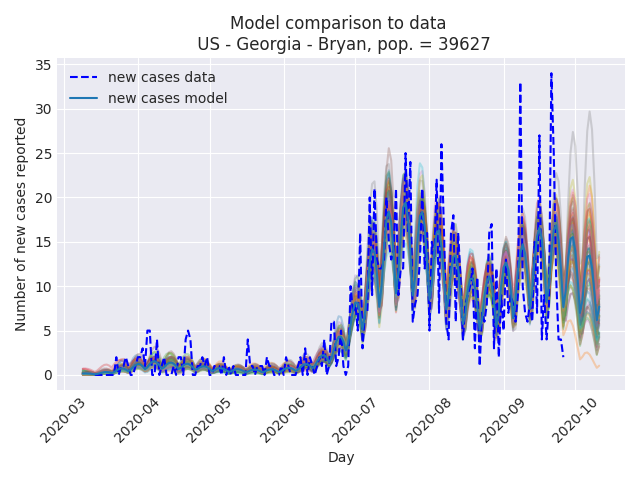 Model comparison to data
US - Georgia - Bryan, pop. = 39627
Number of new cases reported
35
30
25
20
15
10
5
0
new cases data
new cases model
2020-03
2020-04
2020-05
2020-06
2020-07
2020-08
2020-09
2020-10
Day